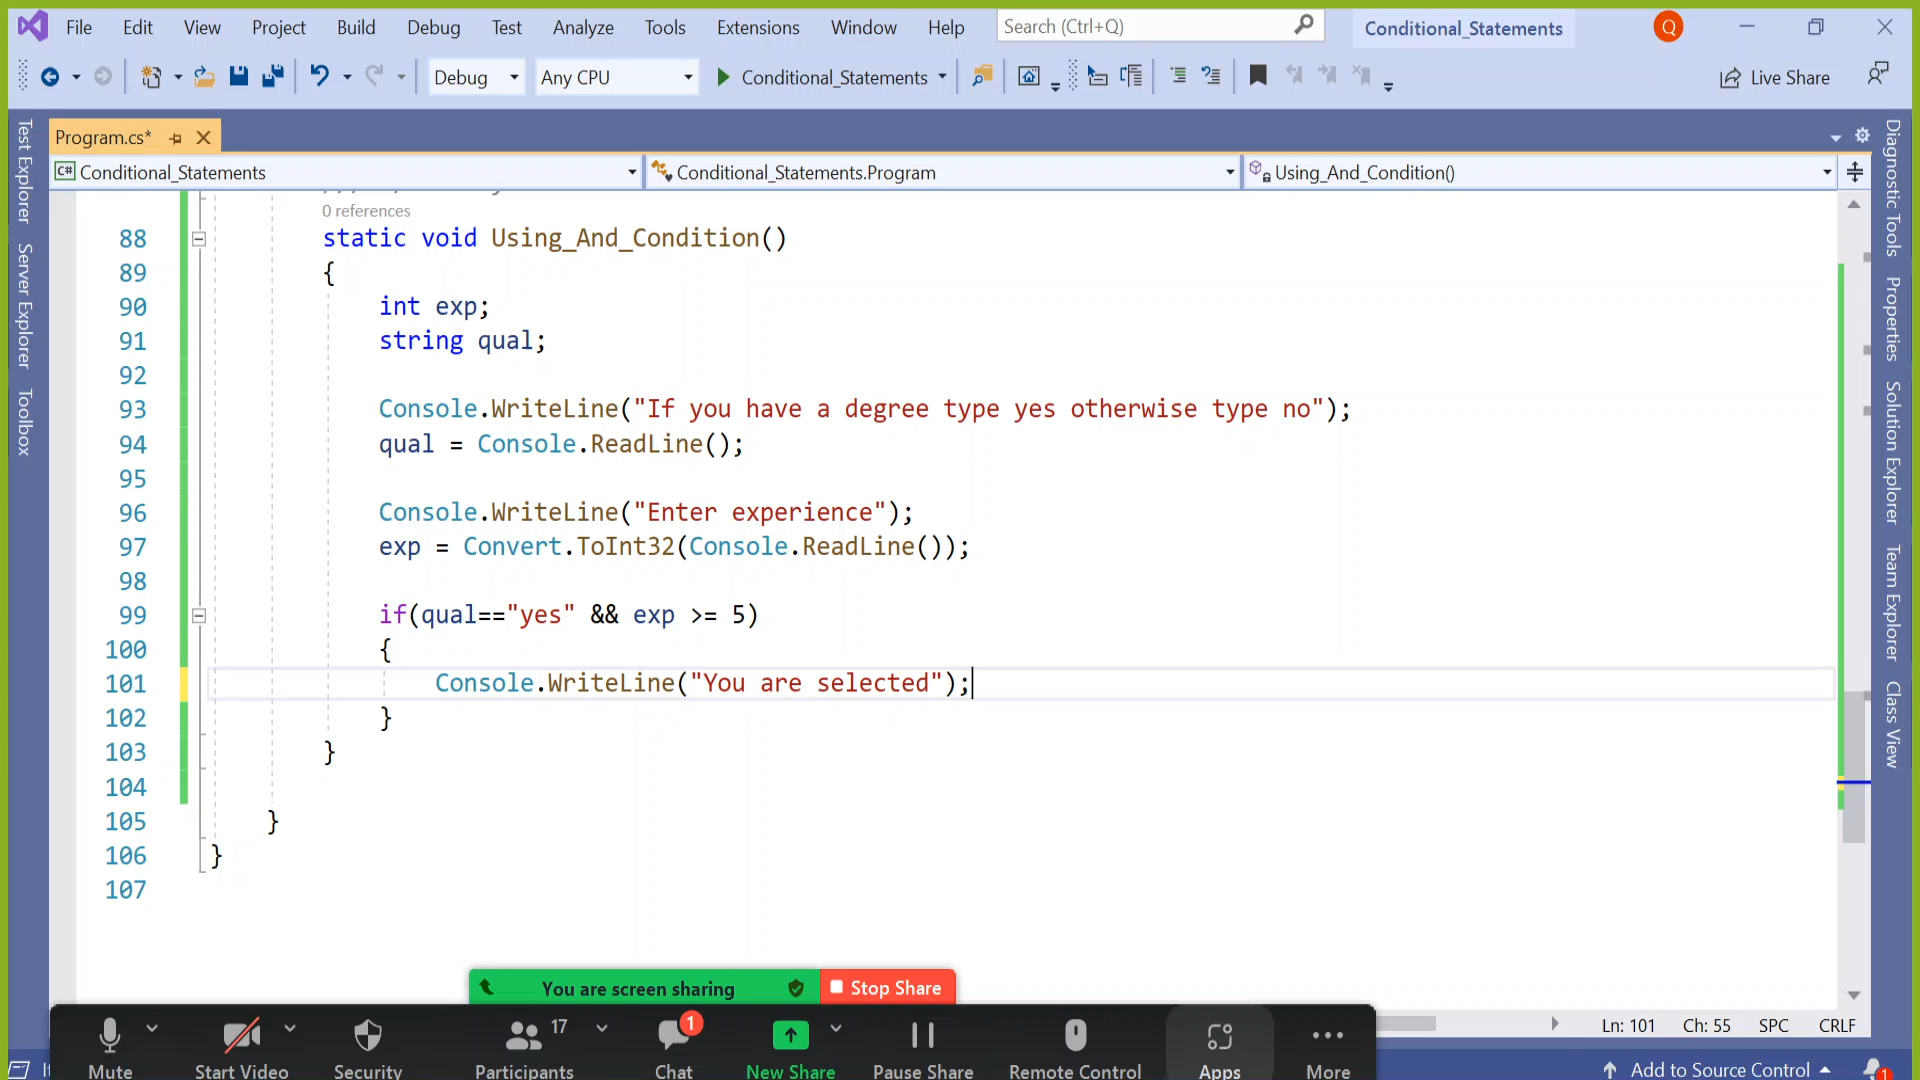 File Edit View Project Build Debug Test Analyze Tools Extensions Window Help Search (Ctrl+Q) Conditional_Statements Q
Debug Any CPU Conditional_Statements Live Share
Program.cs*
C# Conditional_Statements Conditional_Statements.Program Using_And_Condition()
Test Explorer
Server Explorer
Toolbox
0 references
88 static void Using_And_Condition()
89 {
90 int exp;
91 string qual;
92
93 Console.WriteLine("If you have a degree type yes otherwise type no");
94 qual = Console.ReadLine();
95
96 Console.WriteLine("Enter experience");
97 exp = Convert.ToInt32(Console.ReadLine());
98
99 if(qual=="yes" && exp >= 5)
100 {
101 Console.WriteLine("You are selected");
102 }
103 }
104
105 }
106 }
107
Diagnostic Tools
Properties
Solution Explorer
Team Explorer
Class View
You are screen sharing Stop Share
Ln: 101 Ch: 55 SPC CRLF
17 1
Mute Start Video Security Participants Chat New Share Pause Share Remote Control Apps More
Add to Source Control 1